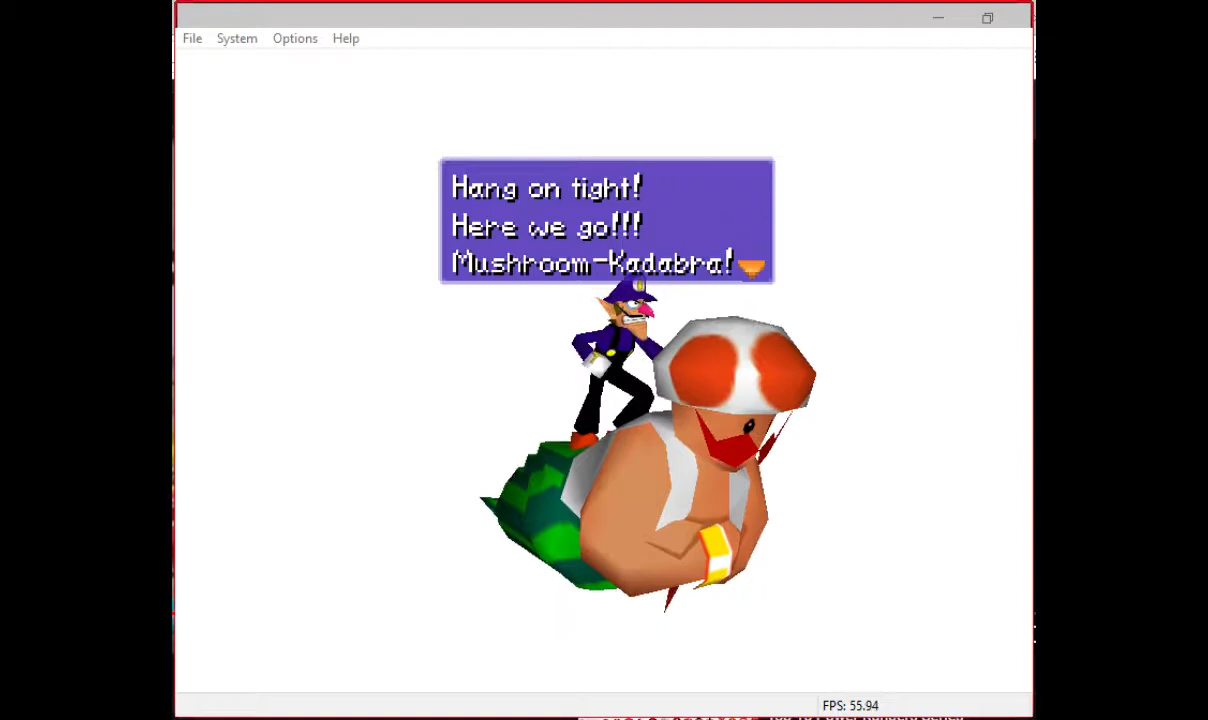 File System Options Help
Hang on tight!
Here we go!!!
Mushroom-Kadabra!
FPS: 55.94